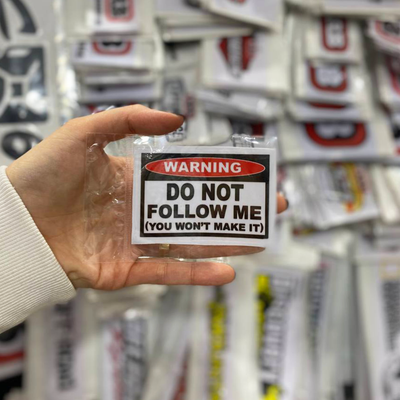 WARNING
DO NOT
FOLLOW ME
(YOU WON'T MAKE IT)